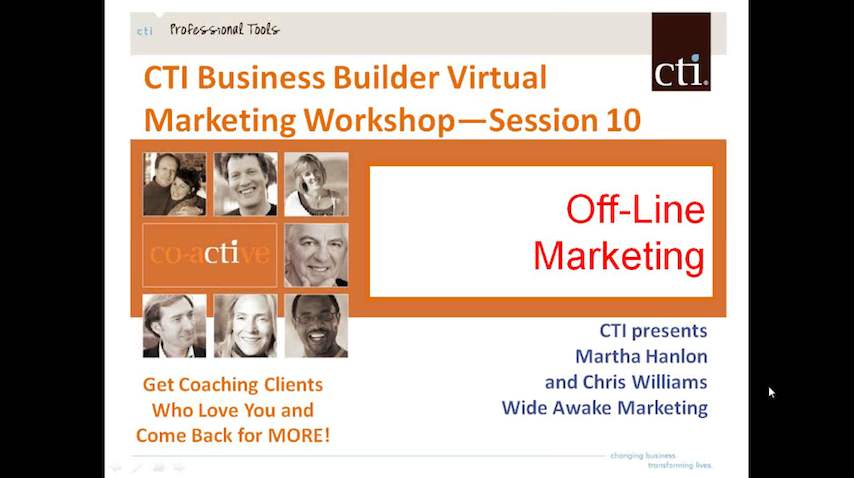 cti Professional Tools
cti®
CTI Business Builder Virtual
Marketing Workshop—Session 10
co-active
Off-Line
Marketing
CTI presents
Martha Hanlon
and Chris Williams
Wide Awake Marketing
Get Coaching Clients
Who Love You and
Come Back for MORE!
changing business
transforming lives